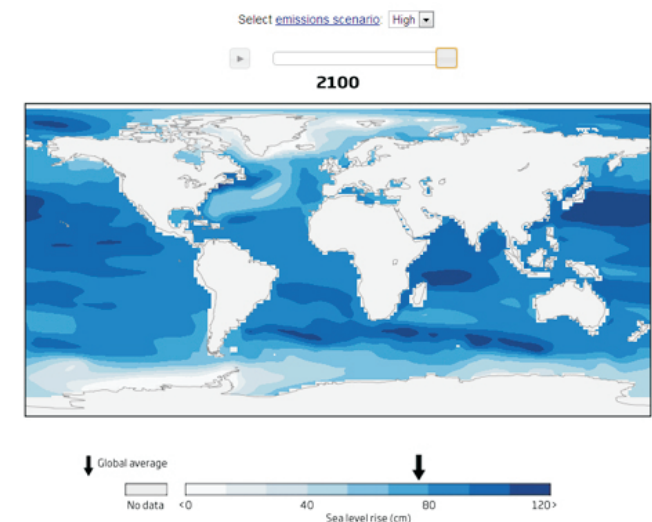 Select emissions scenario: High
2100
Global average
No data <0 40 80 120>
Sea level rise (cm)